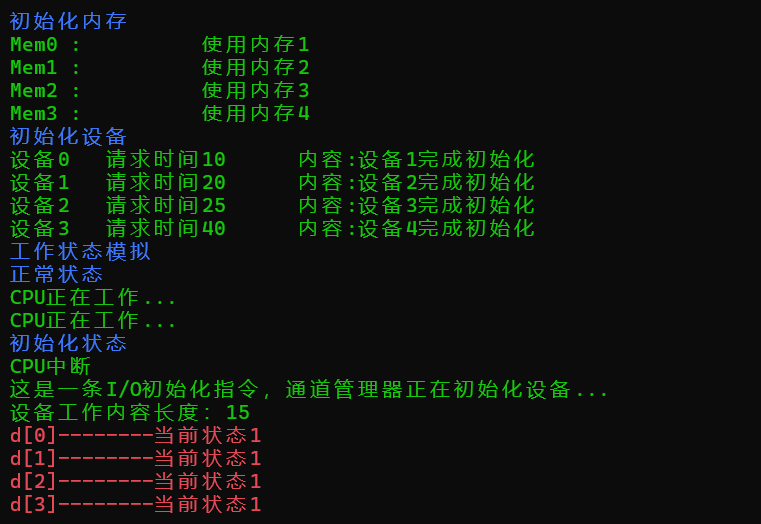 初始化内存
Mem0 : 使用内存1
Mem1 : 使用内存2
Mem2 : 使用内存3
Mem3 : 使用内存4
初始化设备
设备0 请求时间10 内容:设备1完成初始化
设备1 请求时间20 内容:设备2完成初始化
设备2 请求时间25 内容:设备3完成初始化
设备3 请求时间40 内容:设备4完成初始化
工作状态模拟
正常状态
CPU正在工作...
CPU正在工作...
初始化状态
CPU中断
这是一条I/O初始化指令，通道管理器正在初始化设备...
设备工作内容长度：15
d[0]--------当前状态1
d[1]--------当前状态1
d[2]--------当前状态1
d[3]--------当前状态1